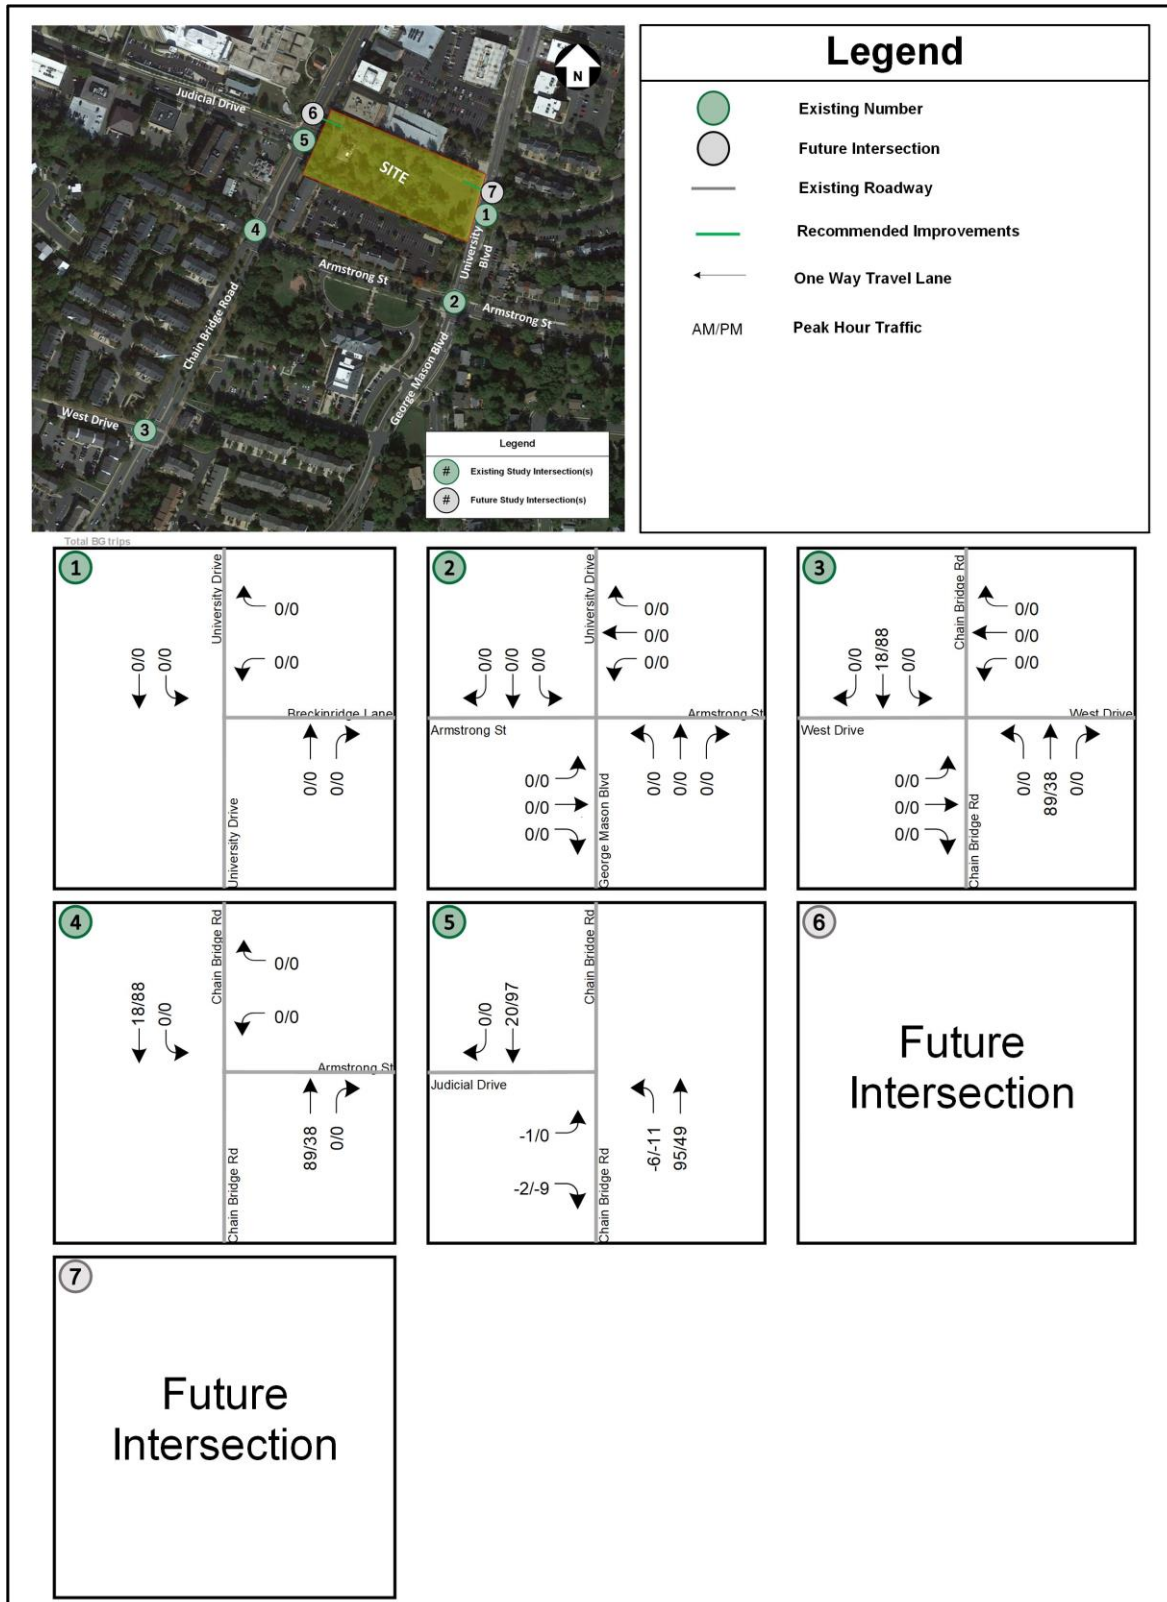 Judicial Drive
N
6
5
SITE
7
1
4
University
Blvd
Armstrong St
2
Armstrong St
Chain Bridge Road
George Mason Blvd
West Drive
3
Legend
# Existing Study Intersection(s)
# Future Study Intersection(s)
Legend
Existing Number
Future Intersection
Existing Roadway
Recommended Improvements
One Way Travel Lane
AM/PM Peak Hour Traffic
Total BG trips
1
University Drive
0/0
0/0 0/0
0/0
Breckinridge Lane
0/0 0/0
University Drive
2
University Drive
0/0
0/0
0/0
0/0 0/0 0/0
Armstrong St
Armstrong St
0/0
0/0
0/0
George Mason Blvd
0/0 0/0 0/0
3
Chain Bridge Rd
0/0
0/0
0/0
0/0 18/88 0/0
West Drive
West Drive
0/0
0/0
0/0
Chain Bridge Rd
0/0 89/38 0/0
4
Chain Bridge Rd
0/0
0/0
18/88 0/0
Armstrong St
89/38 0/0
Chain Bridge Rd
5
Chain Bridge Rd
0/0 20/97
Judicial Drive
-1/0
-2/-9
Chain Bridge Rd
-6/-11 95/49
6
Future
Intersection
7
Future
Intersection